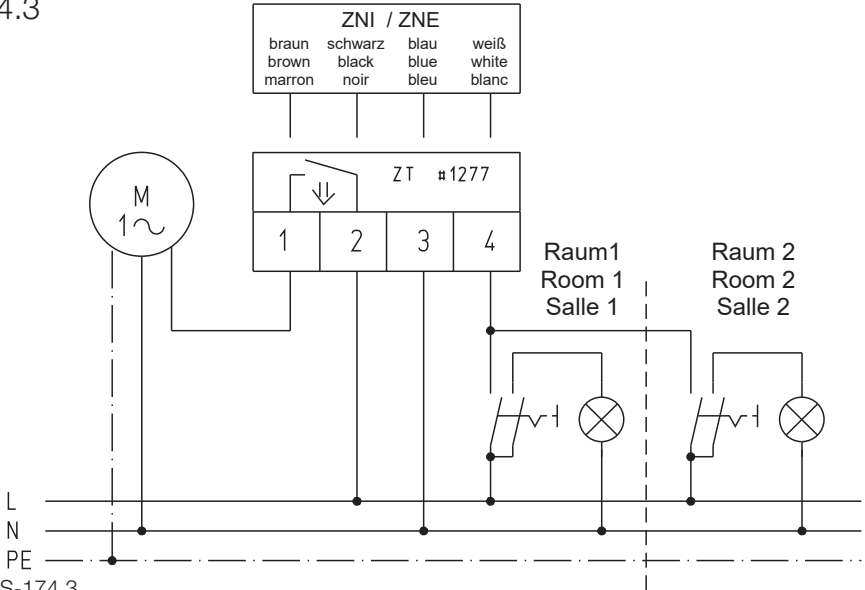 4.3
ZNI / ZNE
braun schwarz blau weiß
brown black blue white
marron noir bleu blanc
ZT #1277
M
1~
1 2 3 4
Raum1
Room 1
Salle 1
Raum 2
Room 2
Salle 2
L
N
PE
S-174.3